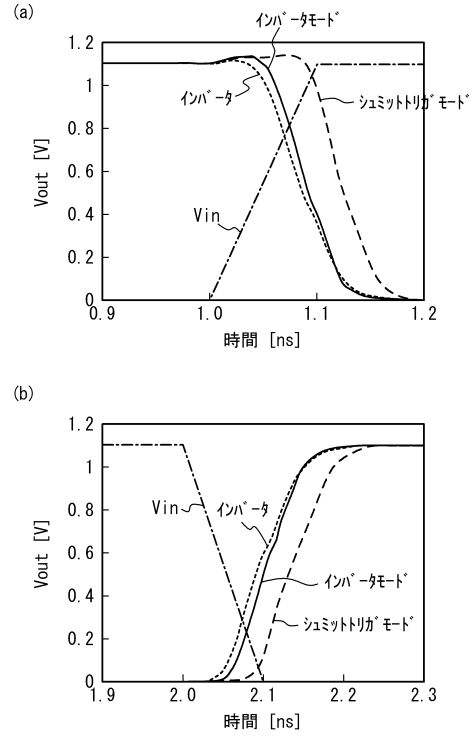 (a)
インバータモード
1.2
1.0
0.8
0.6
0.4
0.2
0
Vout [V]
インバータ
シュミットトリガモード
Vin
0.9
1.0
1.1
1.2
時間 [ns]
(b)
1.2
1
0.8
0.6
0.4
0.2
0
Vout [V]
Vin
インバータ
インバータモード
シュミットトリガモード
1.9
2.0
2.1
2.2
2.3
時間 [ns]